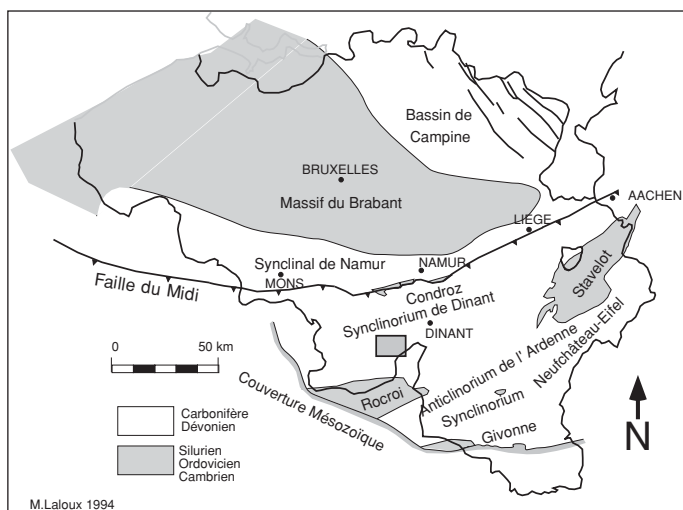 Bassin de
Campine
BRUXELLES
Massif du Brabant
AACHEN
LIEGE
Synclinal de Namur
NAMUR
MONS
Faille du Midi
Condroz
Synclinorium de Dinant
DINANT
Stavelot
0 50 km
Anticlinorium de l' Ardenne
Neufchâteau-Eifel
Synclinorium
Rocroi
Givonne
Couverture Mésozoïque
N
Carbonifère
Dévonien
Silurien
Ordovicien
Cambrien
M.Laloux 1994